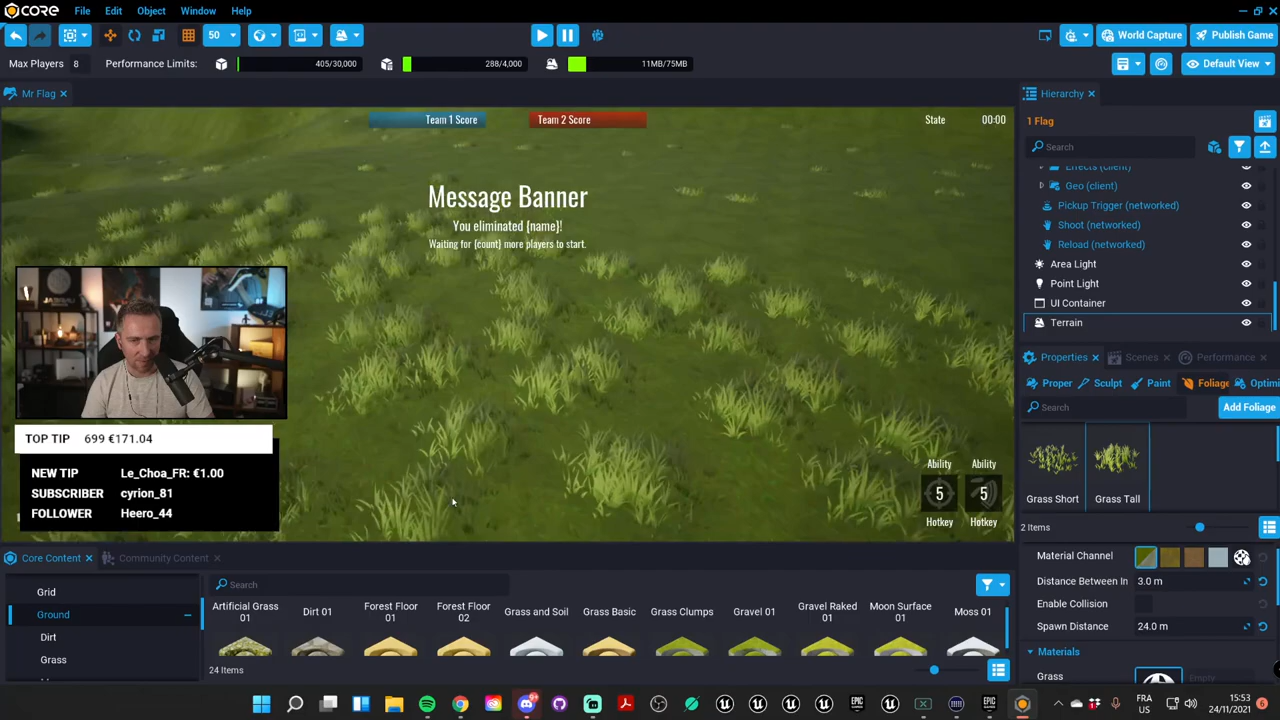 CORE File Edit Object Window Help
50 World Capture Publish Game
Max Players 8 Performance Limits: 405/30,000 288/4,000 11MB/75MB Default View
Mr Flag Hierarchy
Team 1 Score Team 2 Score State 00:00 1 Flag
Search
Effects (client)
Geo (client)
Message Banner
Pickup Trigger (networked)
You eliminated {name}! Shoot (networked)
Waiting for {count} more players to start. Reload (networked)
Area Light
Point Light
UI Container
Terrain
Properties Scenes Performance
Proper Sculpt Paint Foliage Optimi
Search Add Foliage
TOP TIP 699 €171.04
NEW TIP Le_Choa_FR: €1.00
SUBSCRIBER cyrion_81
FOLLOWER Heero_44
Ability Ability
5 5
Hotkey Hotkey
Grass Short Grass Tall
2 Items
Core Content Community Content
Material Channel
Distance Between In 3.0 m
Enable Collision
Spawn Distance 24.0 m
Materials
Grass Empty
Grid
Ground
Dirt
Grass
Search
Artificial Grass 01 Dirt 01 Forest Floor 01 Forest Floor 02 Grass and Soil Grass Basic Grass Clumps Gravel 01 Gravel Raked 01 Moon Surface 01 Moss 01
24 Items
FRA MA 15:53 24/11/2021 6